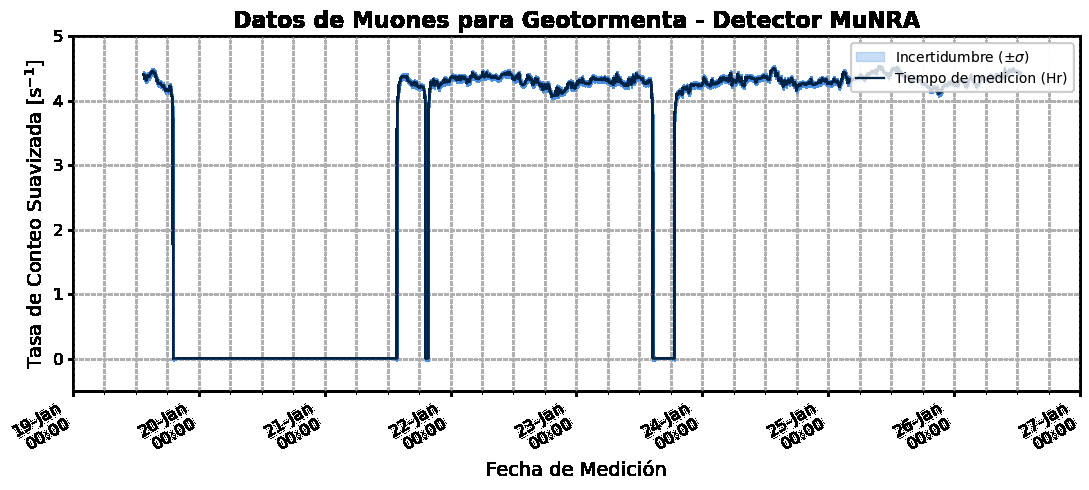 Datos de Muones para Geotormenta - Detector MuNRA
Tasa de Conteo Suavizada [s⁻¹]
5
4
3
2
1
0
Incertidumbre (±σ)
Tiempo de medicion (Hr)
19-Jan
00:00
20-Jan
00:00
21-Jan
00:00
22-Jan
00:00
23-Jan
00:00
24-Jan
00:00
25-Jan
00:00
26-Jan
00:00
27-Jan
00:00
Fecha de Medición